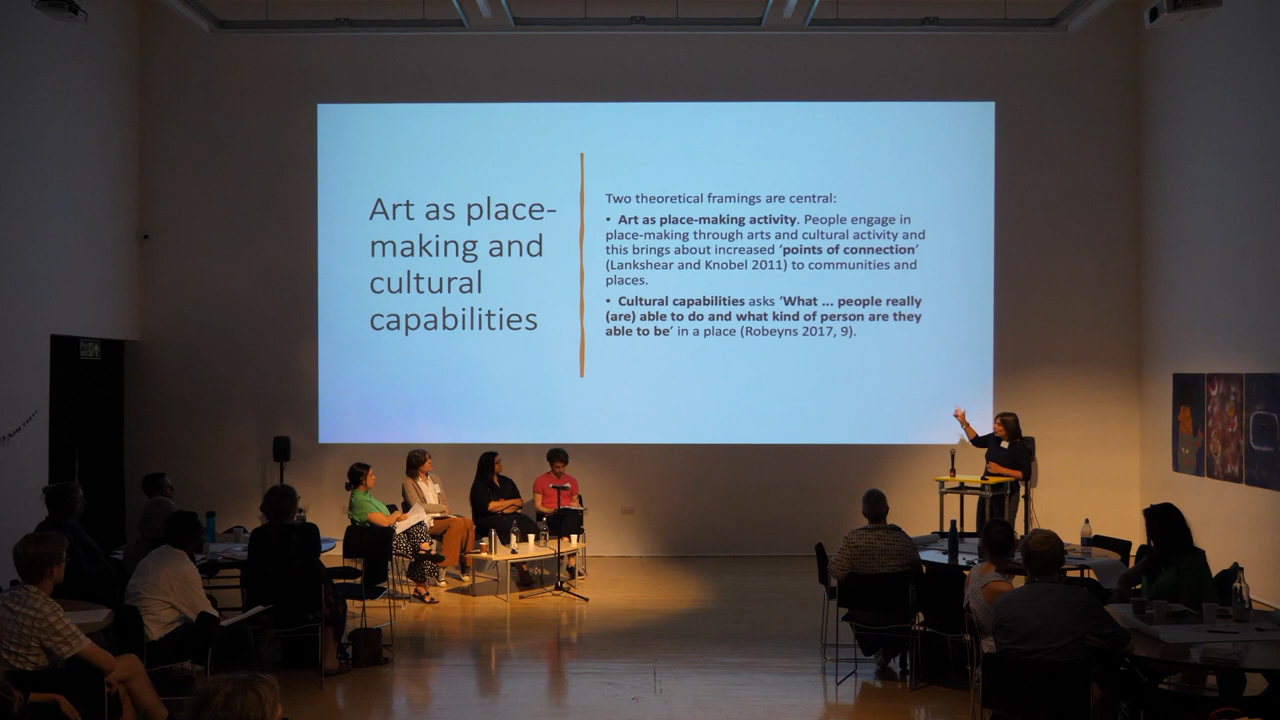 Art as place-
making and
cultural
capabilities
Two theoretical framings are central:
• Art as place-making activity. People engage in
place-making through arts and cultural activity and
this brings about increased ‘points of connection’
(Lankshear and Knobel 2011) to communities and
places.
• Cultural capabilities asks ‘What ... people really
(are) able to do and what kind of person are they
able to be’ in a place (Robeyns 2017, 9).